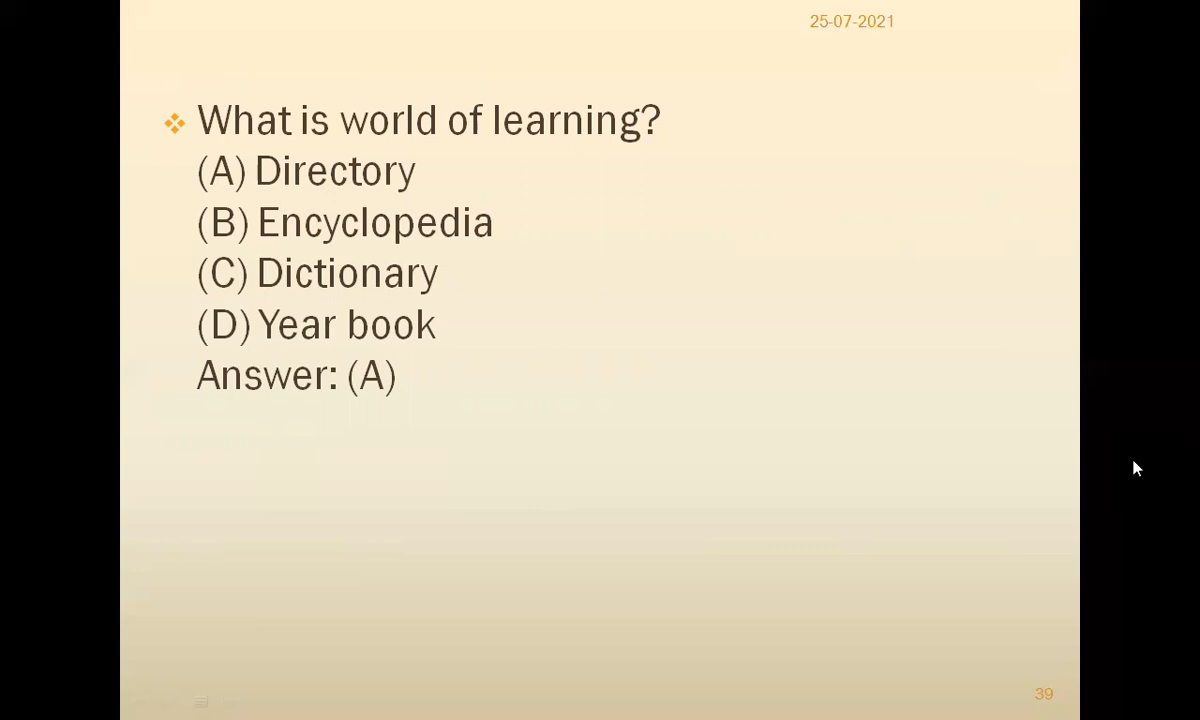 25-07-2021
What is world of learning?
(A) Directory
(B) Encyclopedia
(C) Dictionary
(D) Year book
Answer: (A)
39